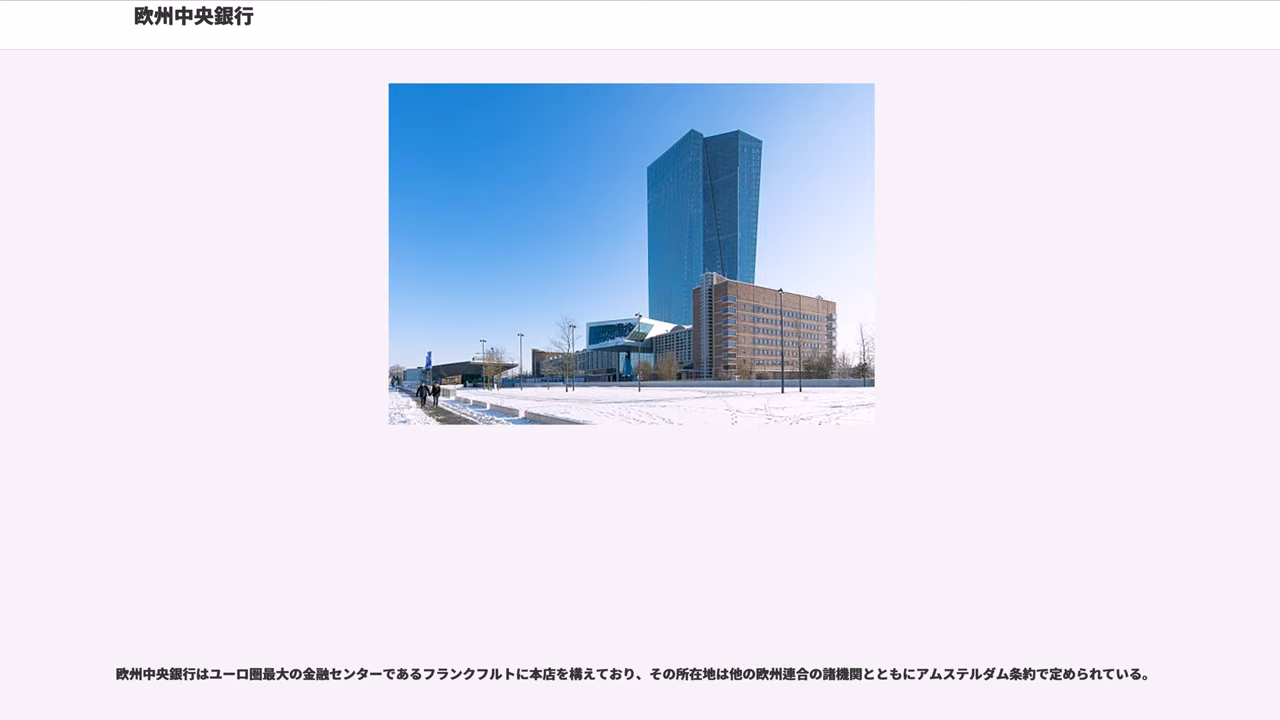 欧州中央銀行
欧州中央銀行はユーロ圏最大の金融センターであるフランクフルトに本店を構えており、その所在地は他の欧州連合の諸機関とともにアムステルダム条約で定められている。